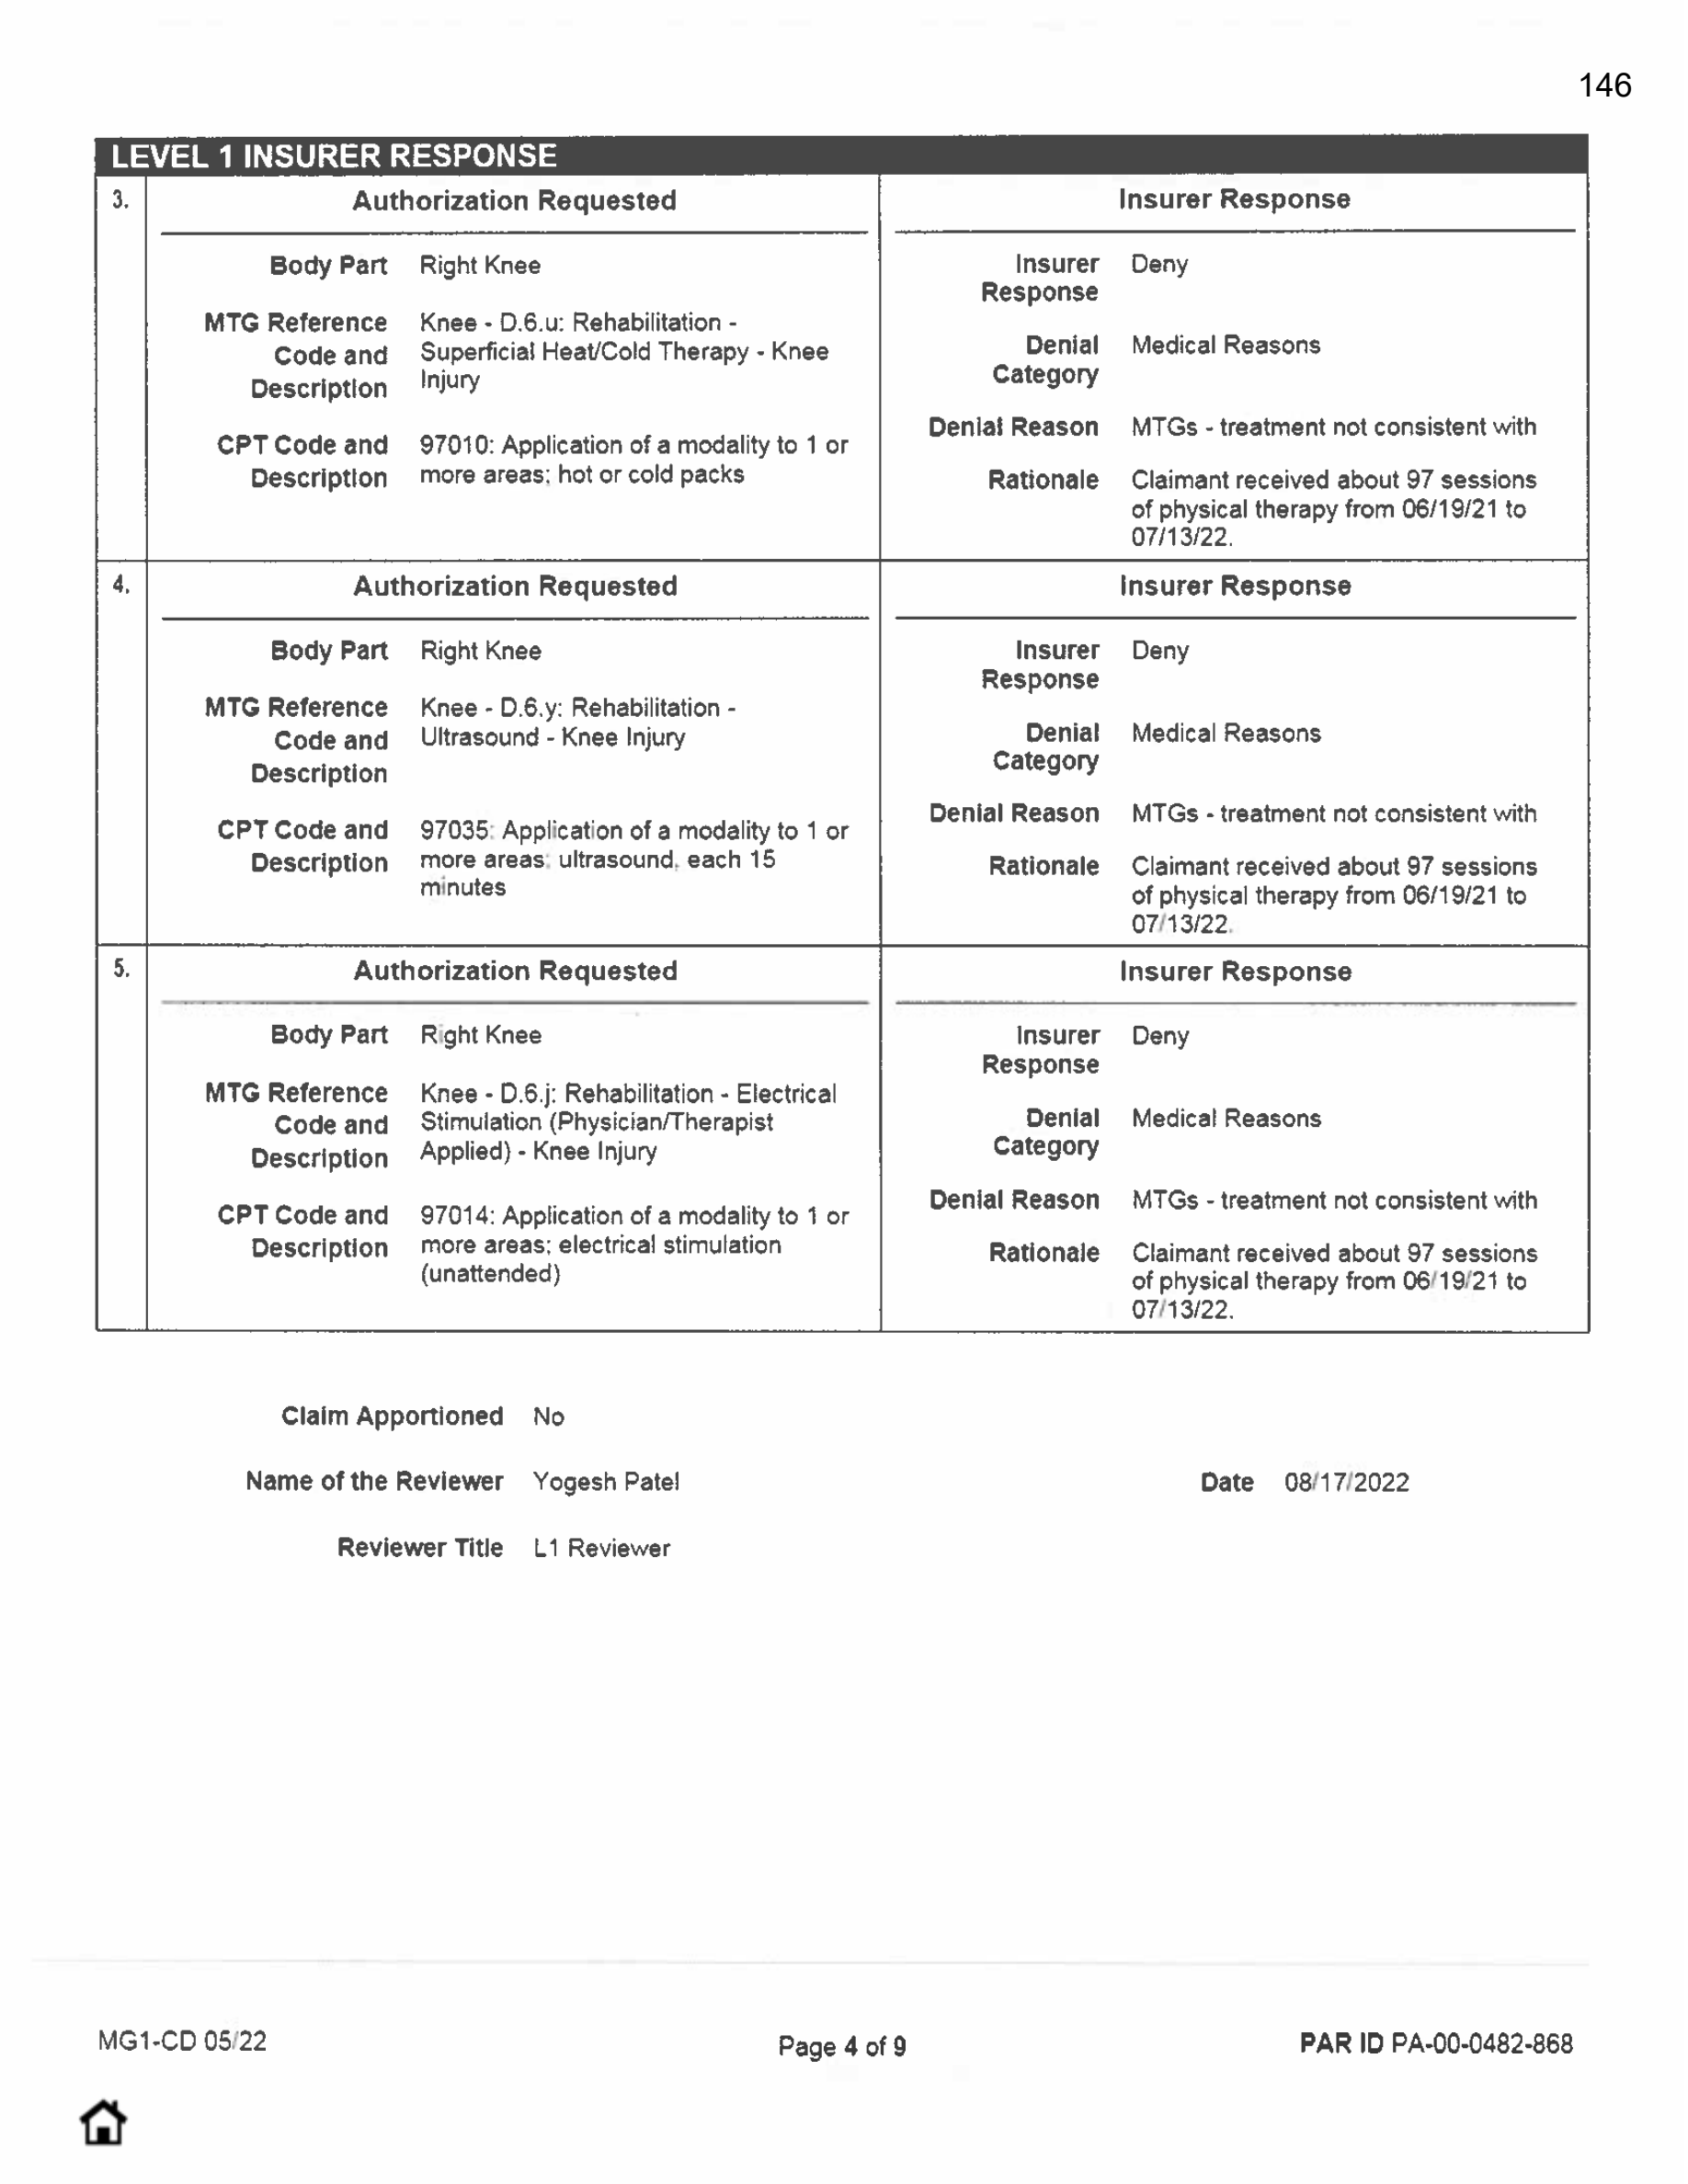 146
LEVEL 1 INSURER RESPONSE
3.
Authorization Requested
Body Part Right Knee
MTG Reference Code and Description Knee - D.6.u: Rehabilitation -
Superficial Heat/Cold Therapy - Knee
Injury
CPT Code and Description 97010: Application of a modality to 1 or
more areas; hot or cold packs
Insurer Response
Insurer Response Deny
Denial Category Medical Reasons
Denial Reason MTGs - treatment not consistent with
Rationale Claimant received about 97 sessions
of physical therapy from 06/19/21 to
07/13/22.
4.
Authorization Requested
Body Part Right Knee
MTG Reference Code and Description Knee - D.6.y: Rehabilitation -
Ultrasound - Knee Injury
CPT Code and Description 97035: Application of a modality to 1 or
more areas; ultrasound, each 15
minutes
Insurer Response
Insurer Response Deny
Denial Category Medical Reasons
Denial Reason MTGs - treatment not consistent with
Rationale Claimant received about 97 sessions
of physical therapy from 06/19/21 to
07/13/22.
5.
Authorization Requested
Body Part Right Knee
MTG Reference Code and Description Knee - D.6.j: Rehabilitation - Electrical
Stimulation (Physician/Therapist
Applied) - Knee Injury
CPT Code and Description 97014: Application of a modality to 1 or
more areas; electrical stimulation
(unattended)
Insurer Response
Insurer Response Deny
Denial Category Medical Reasons
Denial Reason MTGs - treatment not consistent with
Rationale Claimant received about 97 sessions
of physical therapy from 06/19/21 to
07/13/22.
Claim Apportioned No
Name of the Reviewer Yogesh Patel Date 08/17/2022
Reviewer Title L1 Reviewer
MG1-CD 05/22 Page 4 of 9 PAR ID PA-00-0482-868